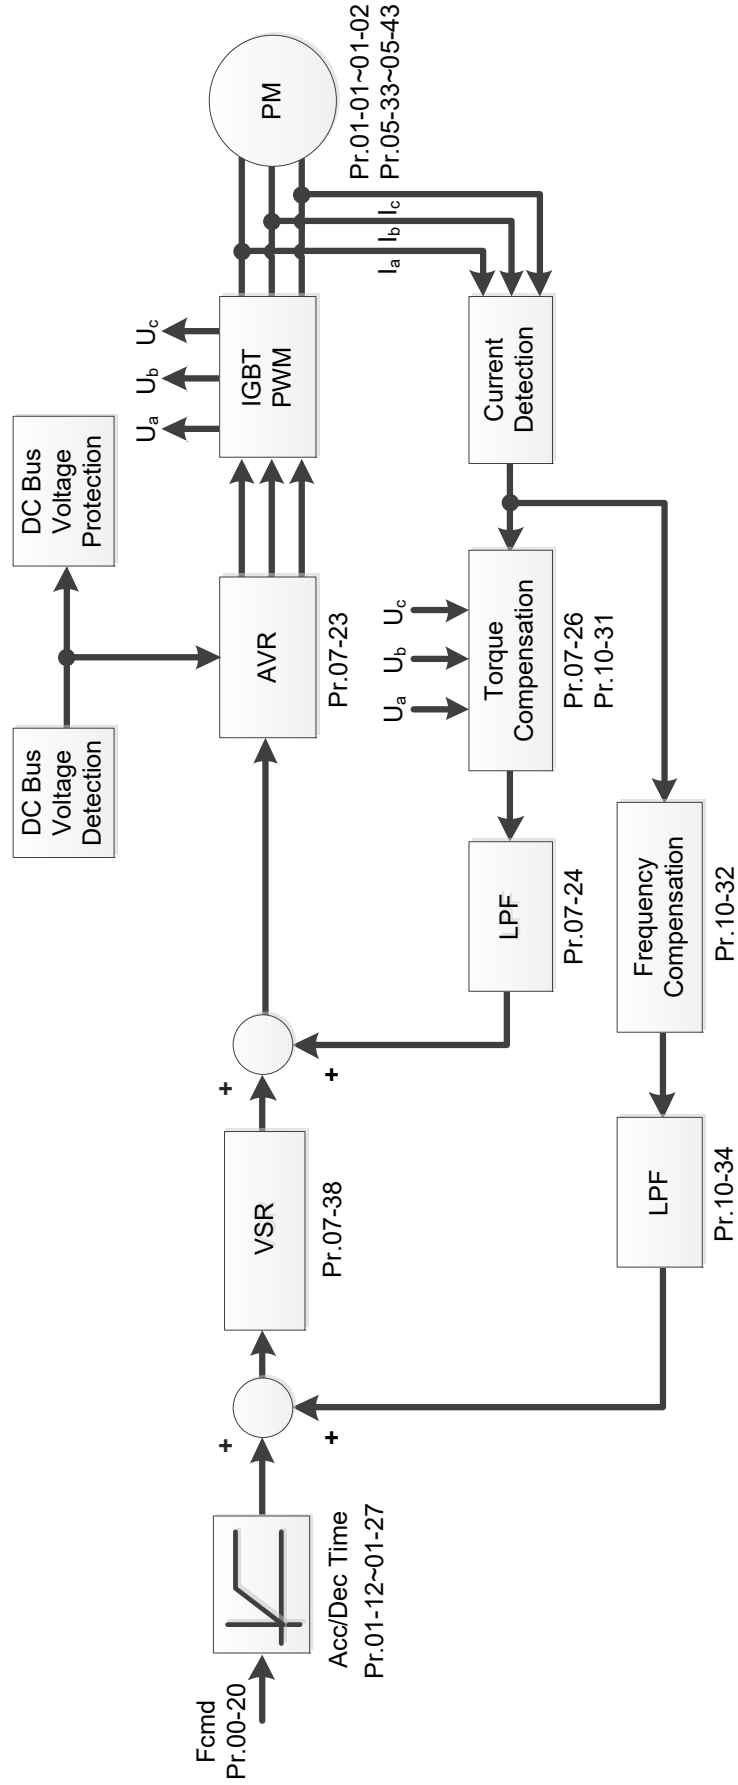 Fcmd
Pr.00-20
Acc/Dec Time
Pr.01-12~01-27
+
+
VSR
Pr.07-38
+
+
DC Bus
Voltage
Detection
DC Bus
Voltage
Protection
AVR
Pr.07-23
Ua
Ub
Uc
IGBT
PWM
PM
Pr.01-01~01-02
Pr.05-33~05-43
Ia
Ib
Ic
Current
Detection
Ua
Ub
Uc
Torque
Compensation
Pr.07-26
Pr.10-31
LPF
Pr.07-24
Frequency
Compensation
Pr.10-32
LPF
Pr.10-34